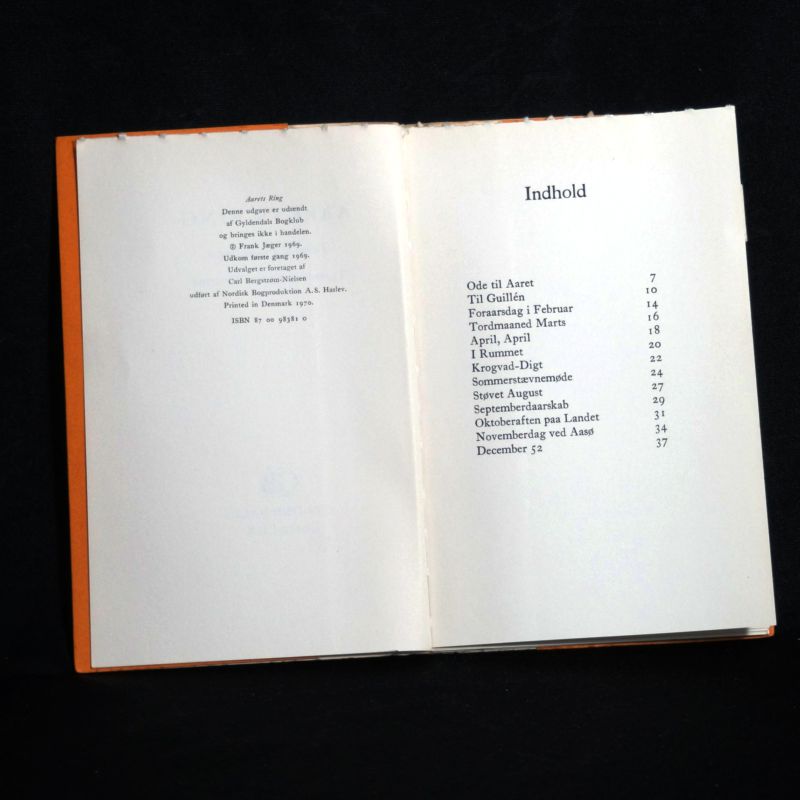 Aarets Ring
Denne udgave er udsendt
af Gyldendals Bogklub
og bringes ikke i handelen.
© Frank Jæger 1969.
Udkom første gang 1969.
Udvalget er foretaget af
Carl Bergstrøm-Nielsen
udført af Nordisk Bogproduktion A.S. Haslev.
Printed in Denmark 1970.
ISBN 87 00 98381 0
Indhold
Ode til Aaret 7
Til Guillén 10
Foraarsdag i Februar 14
Tordmaaned Marts 16
April, April 18
I Rummet 20
Krogvad-Digt 22
Sommerstævnemøde 24
Støvet August 27
Septemberdaarskab 29
Oktoberaften paa Landet 31
Novemberdag ved Aasø 34
December 52 37